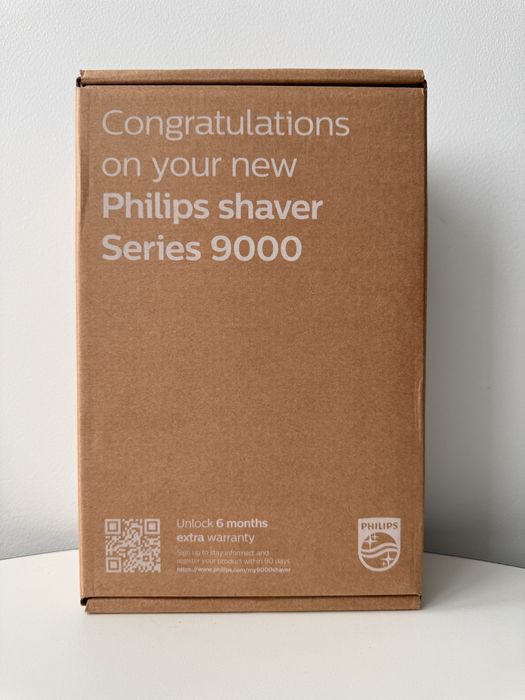 Congratulations
on your new
Philips shaver
Series 9000
Unlock 6 months
extra warranty
Sign up to stay informed and
register your product within 90 days
https://www.philips.com/my9000shaver
PHILIPS